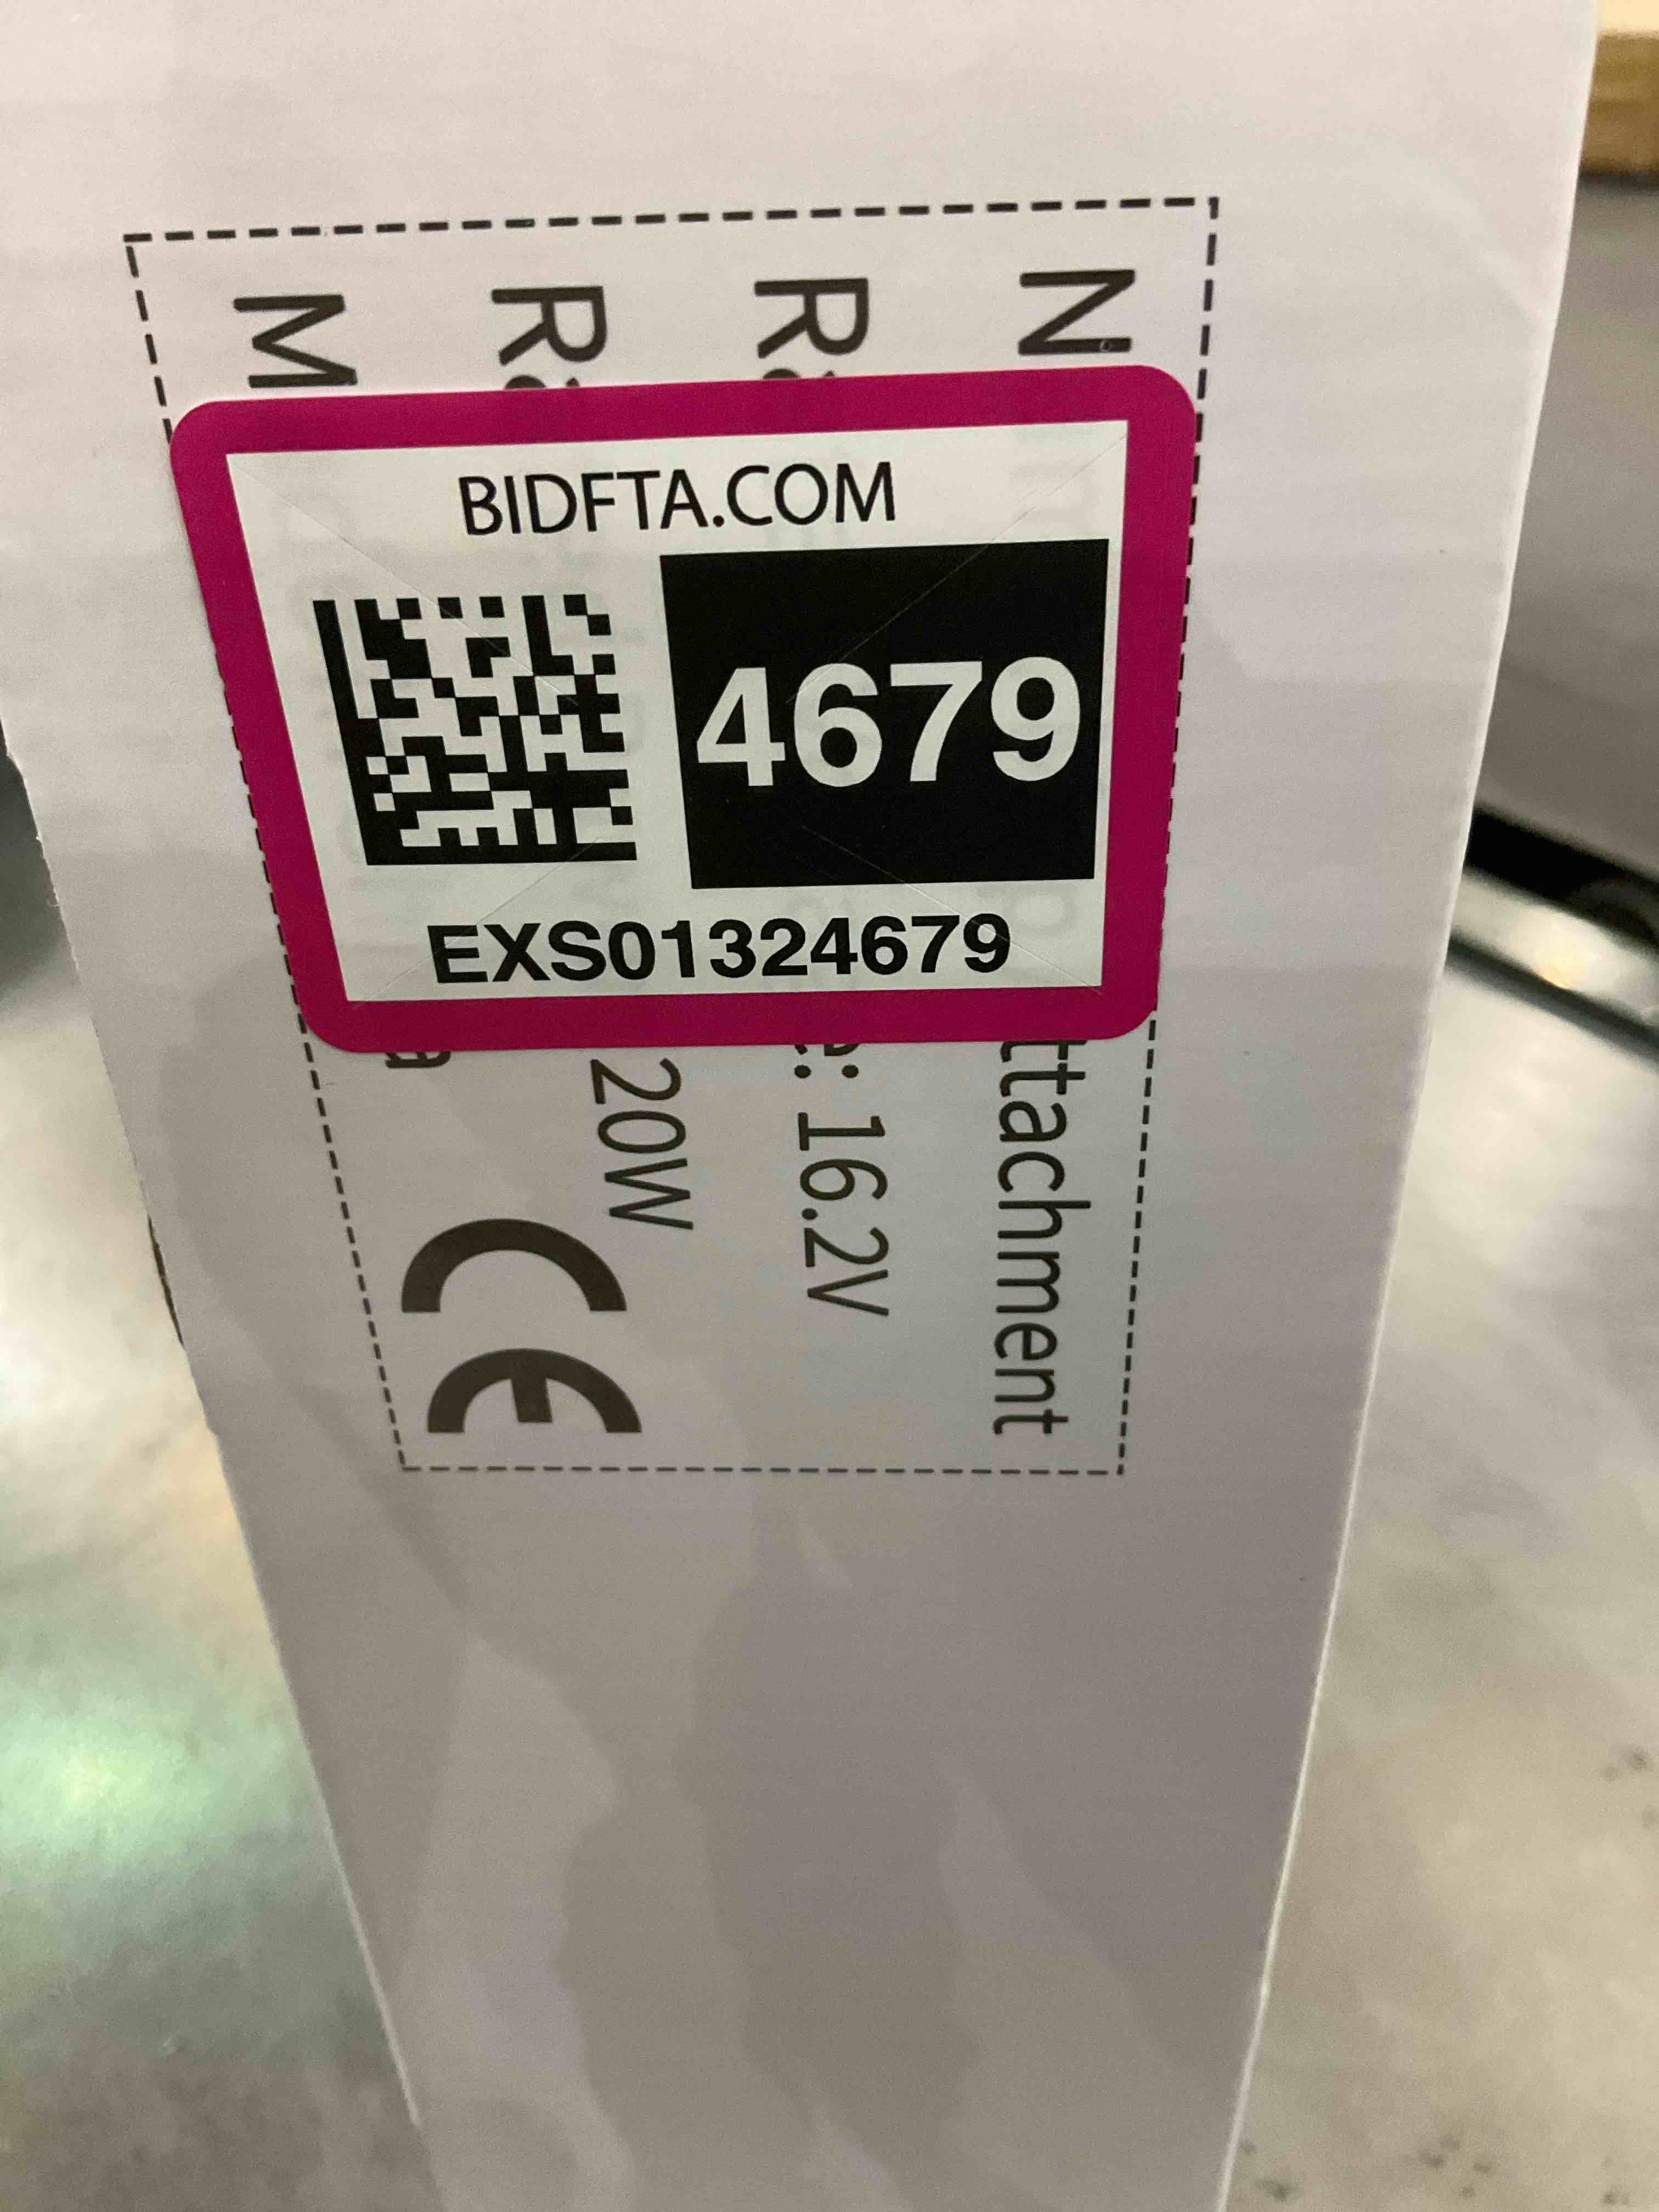 BIDFTA.COM
4679
EXS01324679
N ttachment
R : 16.2V
R 20W
M a
CE